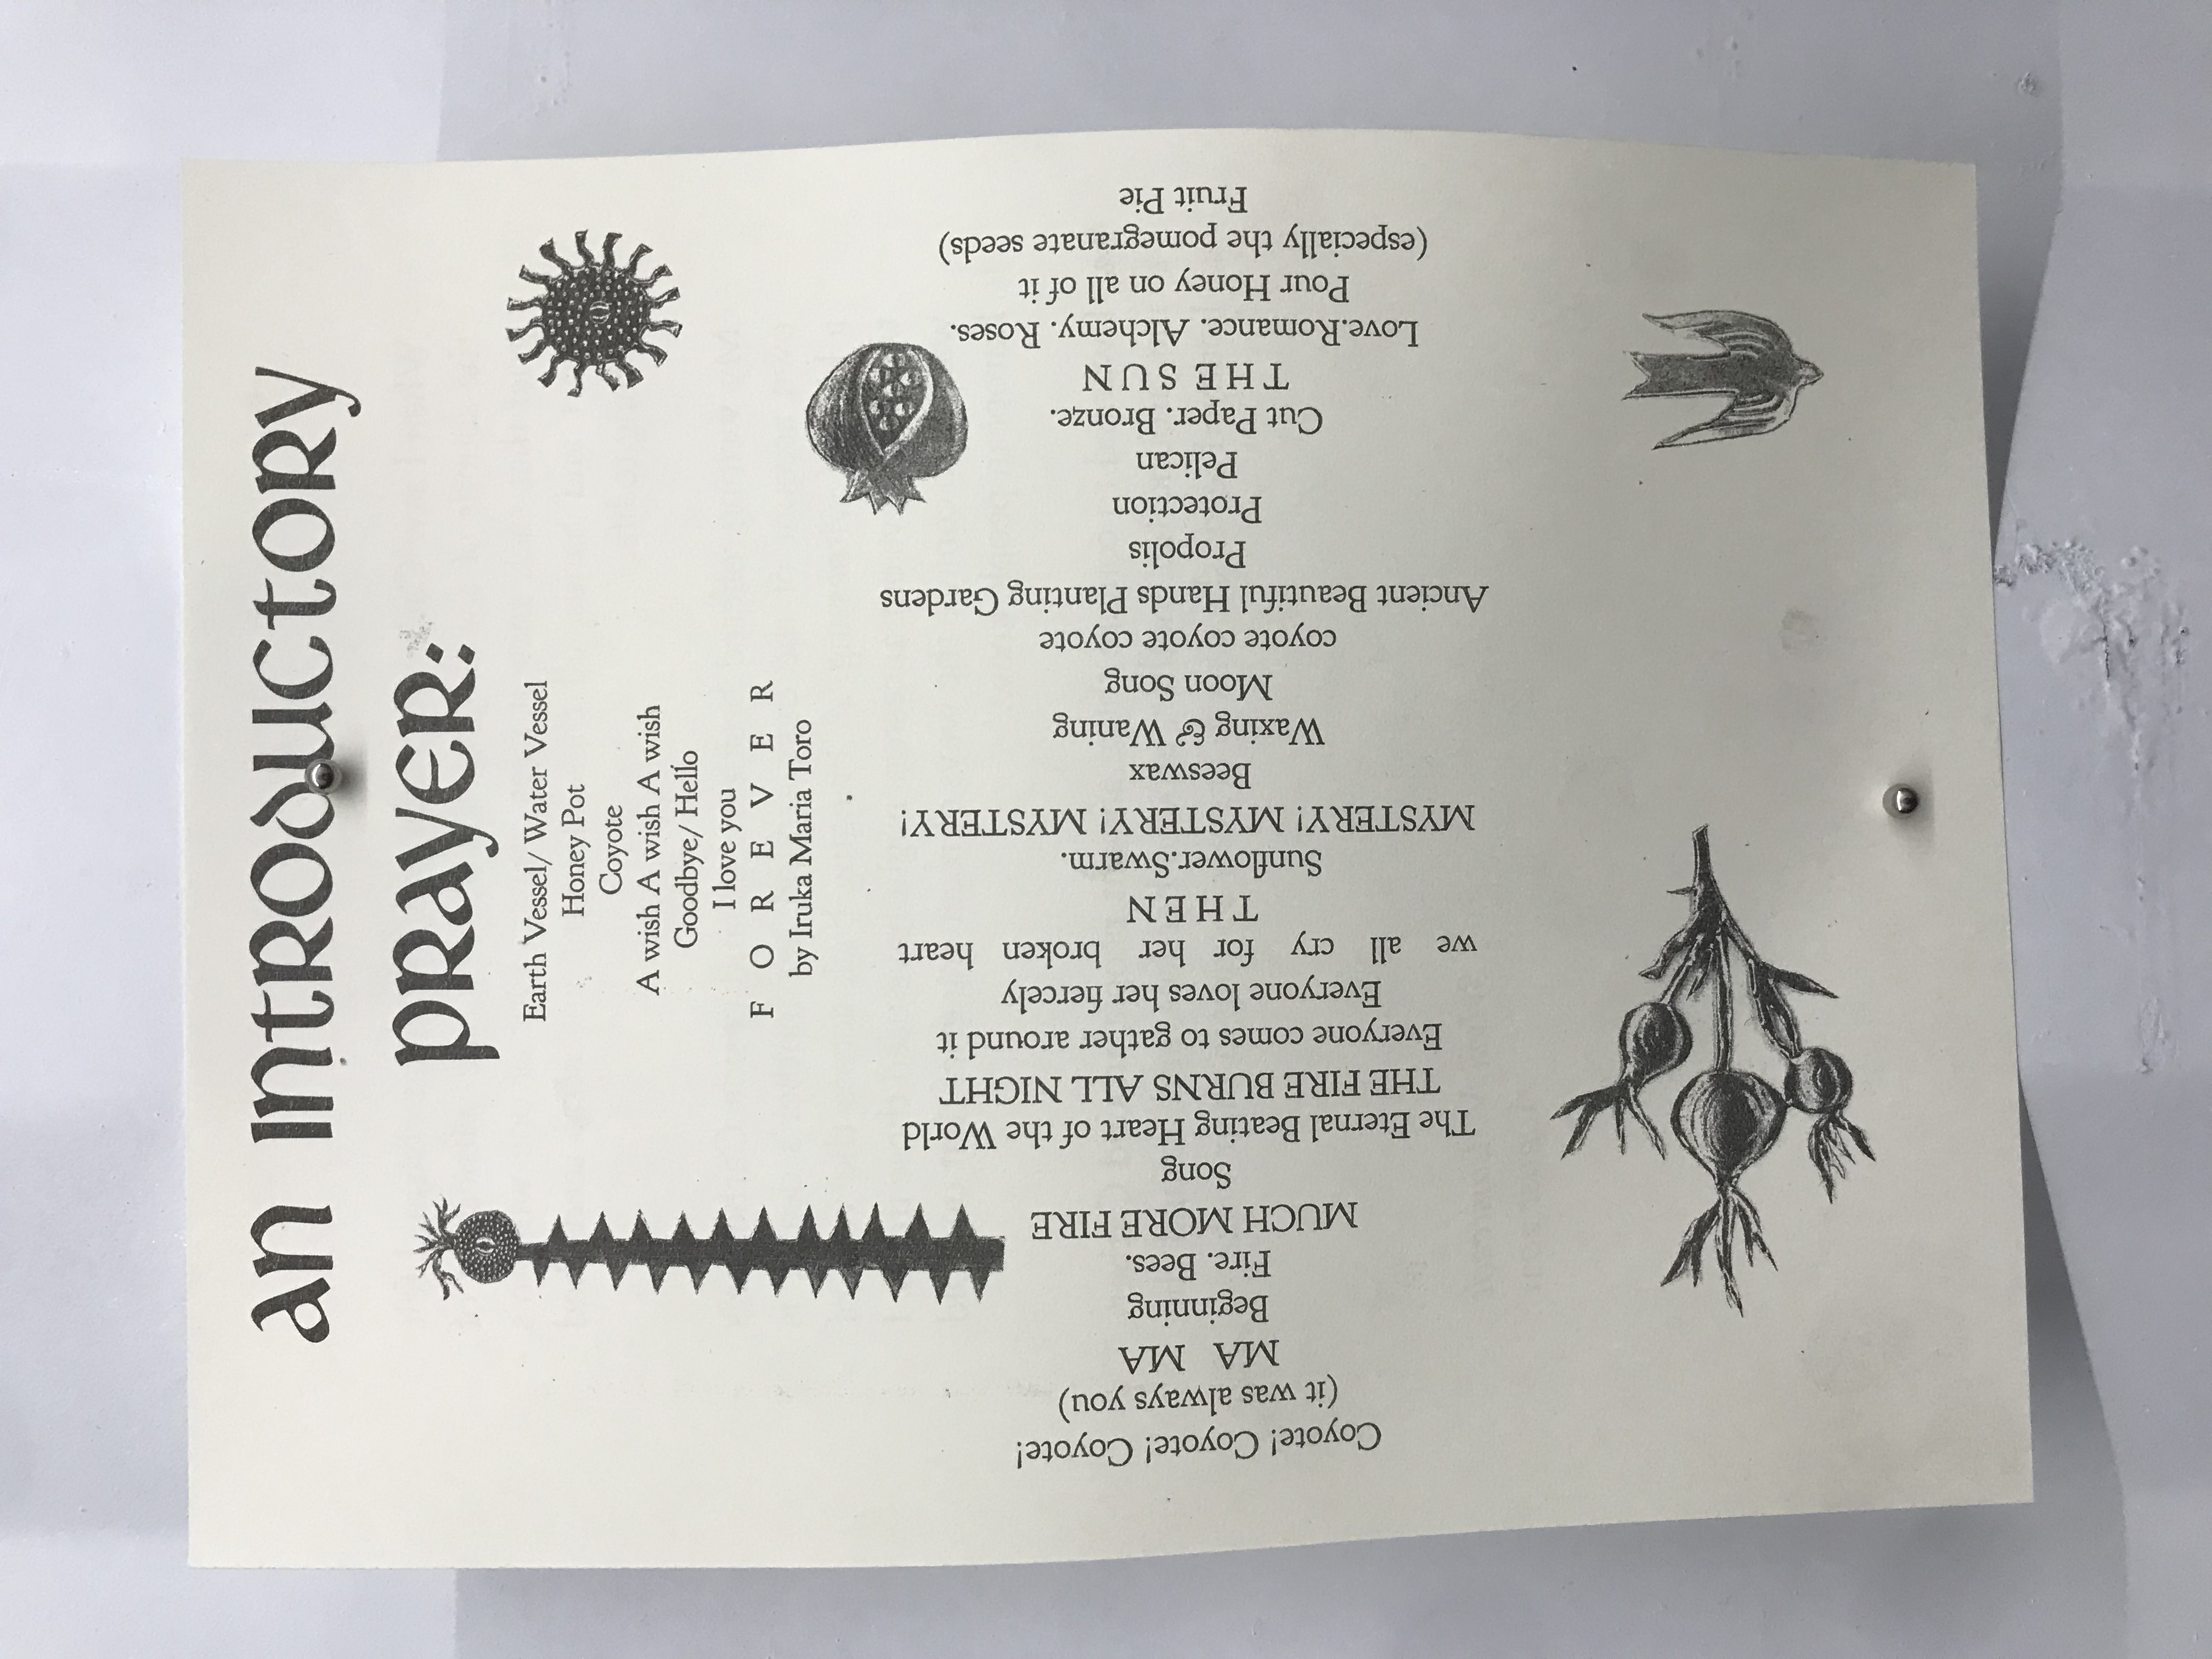 an introductory
prayer:
Earth Vessel/ Water Vessel
Honey Pot
Coyote
A wish A wish A wish
Goodbye/ Hello
I love you
F O R E V E R
by Iruka Maria Toro
Coyote! Coyote! Coyote!
(it was always you)
MA MA
Beginning
Fire. Bees.
MUCH MORE FIRE
Song
The Eternal Beating Heart of the World
THE FIRE BURNS ALL NIGHT
Everyone comes to gather around it
Everyone loves her fiercely
we all cry for her broken heart
T H E N
Sunflower.Swarm.
MYSTERY! MYSTERY! MYSTERY!
Beeswax
Waxing & Waning
Moon Song
coyote coyote coyote
Ancient Beautiful Hands Planting Gardens
Propolis
Protection
Pelican
Cut Paper. Bronze.
T H E S U N
Love.Romance. Alchemy. Roses.
Pour Honey on all of it
(especially the pomegranate seeds)
Fruit Pie